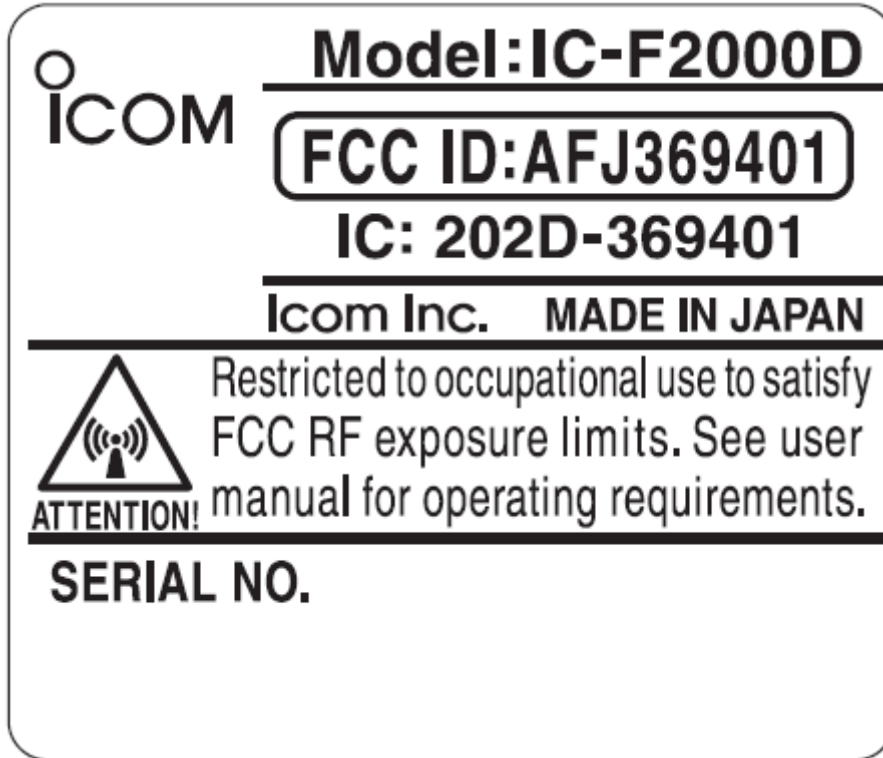 Model:IC-F2000D
ICOM
FCC ID:AFJ369401
IC: 202D-369401
Icom Inc. MADE IN JAPAN
Restricted to occupational use to satisfy
FCC RF exposure limits. See user
manual for operating requirements.
ATTENTION!
SERIAL NO.